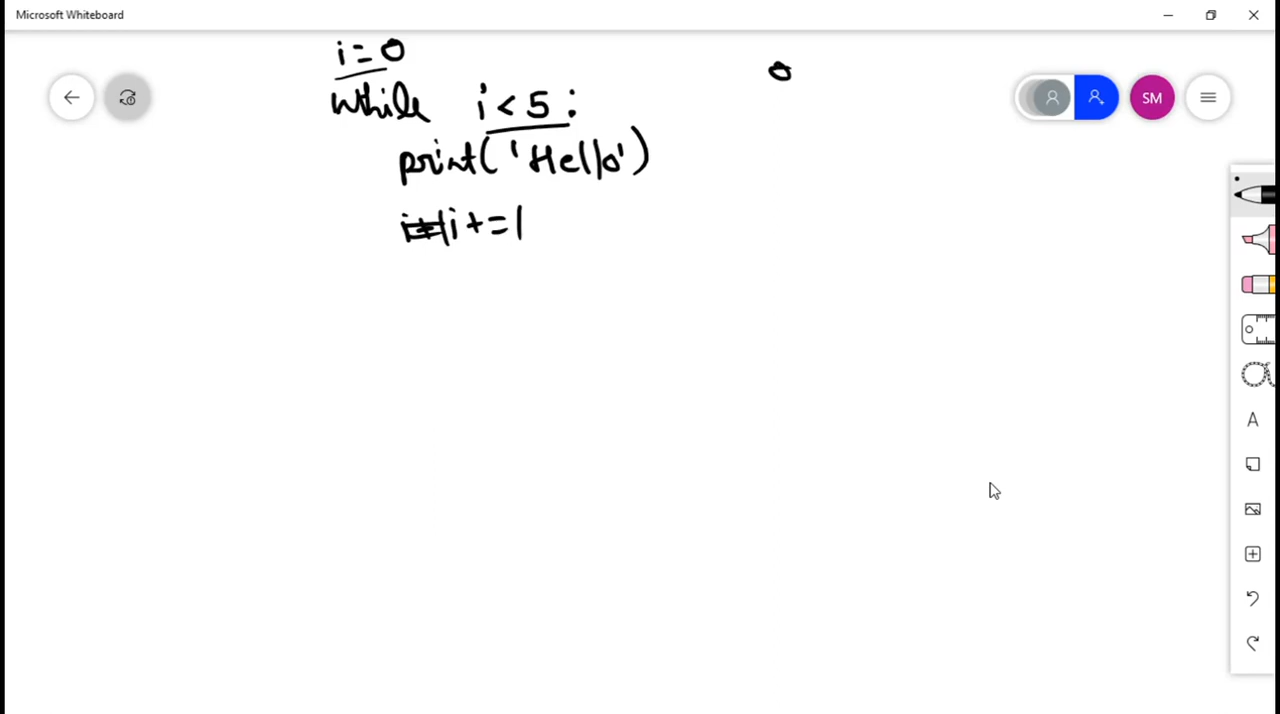 Microsoft Whiteboard
i = 0
0
while i < 5 :
SM
print('Hello')
i += 1
A